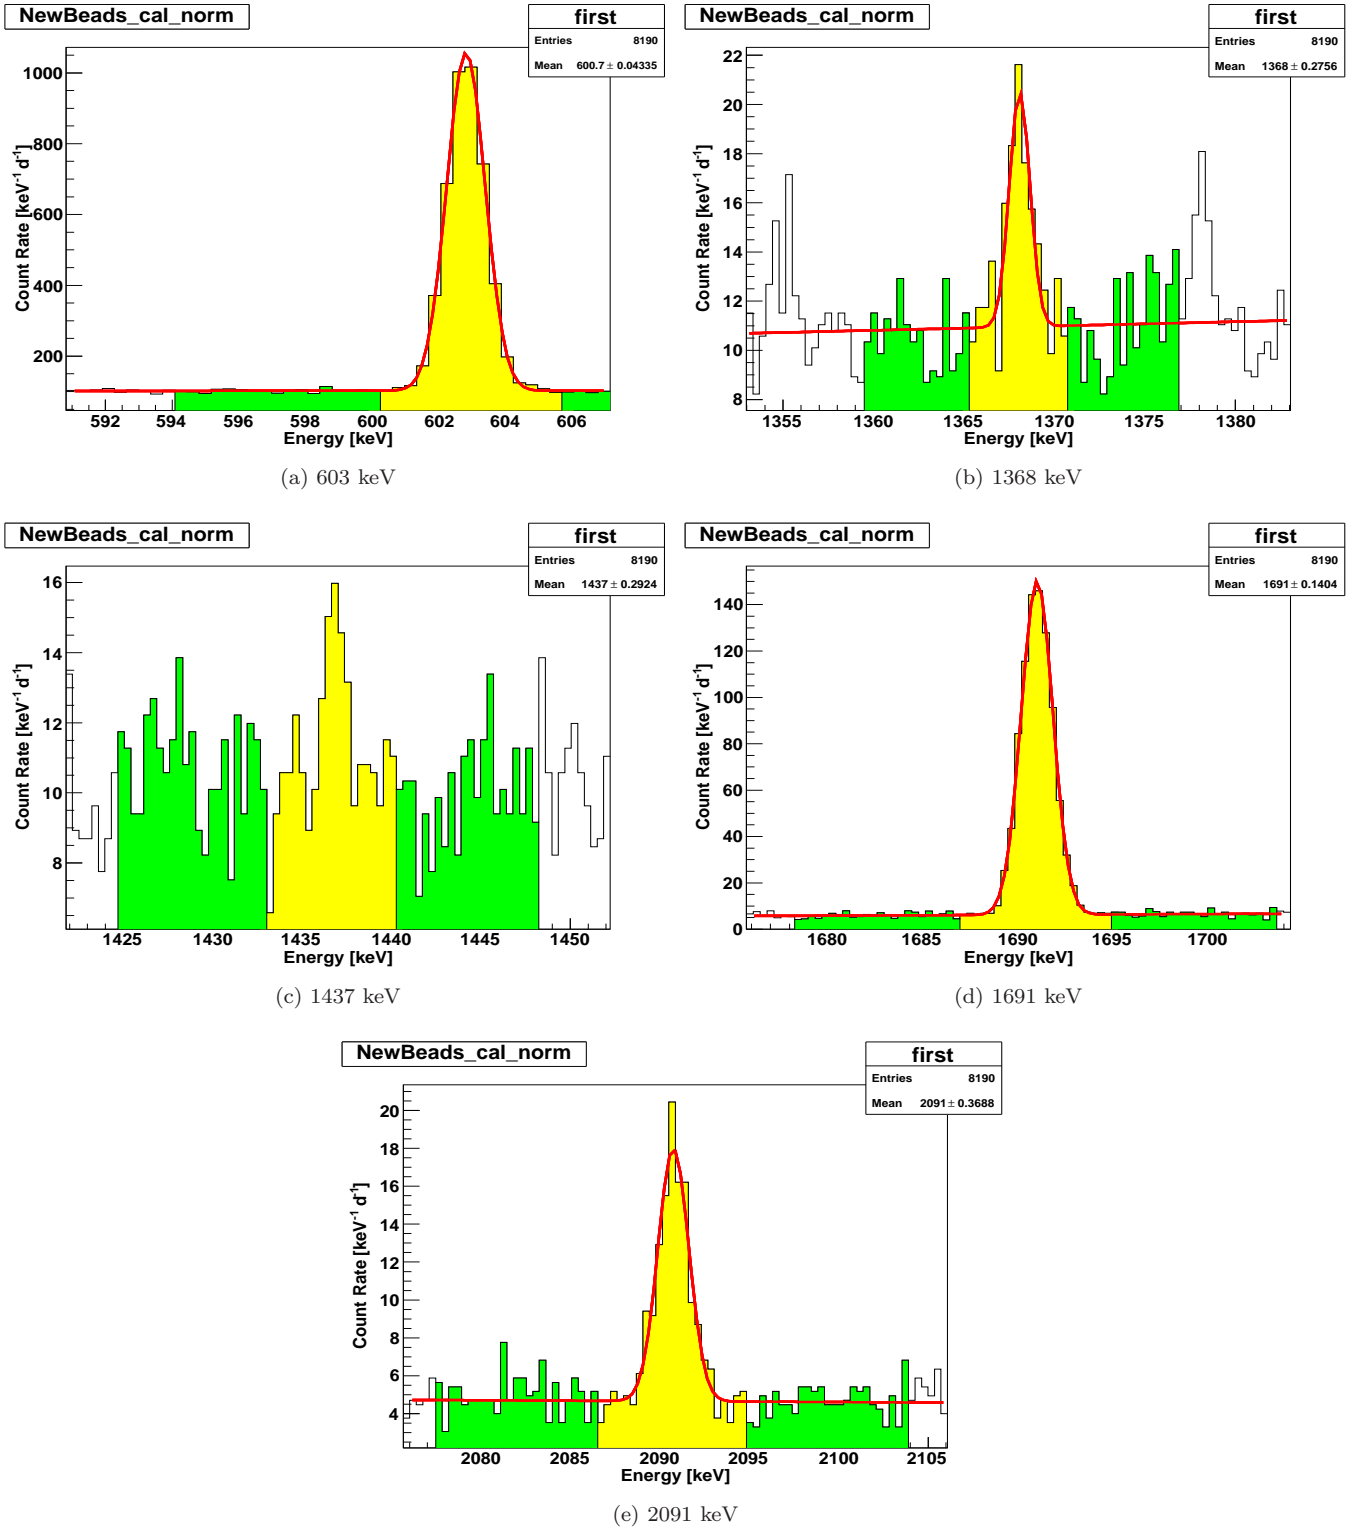 NewBeads_cal_norm
first
Entries 8190
Mean 600.7 ± 0.04335
Count Rate [keV-1 d-1]
1000
800
600
400
200
592 594 596 598 600 602 604 606
Energy [keV]
(a) 603 keV
NewBeads_cal_norm
first
Entries 8190
Mean 1368 ± 0.2756
Count Rate [keV-1 d-1]
22
20
18
16
14
12
10
8
1355 1360 1365 1370 1375 1380
Energy [keV]
(b) 1368 keV
NewBeads_cal_norm
first
Entries 8190
Mean 1437 ± 0.2924
Count Rate [keV-1 d-1]
16
14
12
10
8
1425 1430 1435 1440 1445 1450
Energy [keV]
(c) 1437 keV
NewBeads_cal_norm
first
Entries 8190
Mean 1691 ± 0.1404
Count Rate [keV-1 d-1]
140
120
100
80
60
40
20
0
1680 1685 1690 1695 1700
Energy [keV]
(d) 1691 keV
NewBeads_cal_norm
first
Entries 8190
Mean 2091 ± 0.3688
Count Rate [keV-1 d-1]
20
18
16
14
12
10
8
6
4
2080 2085 2090 2095 2100 2105
Energy [keV]
(e) 2091 keV